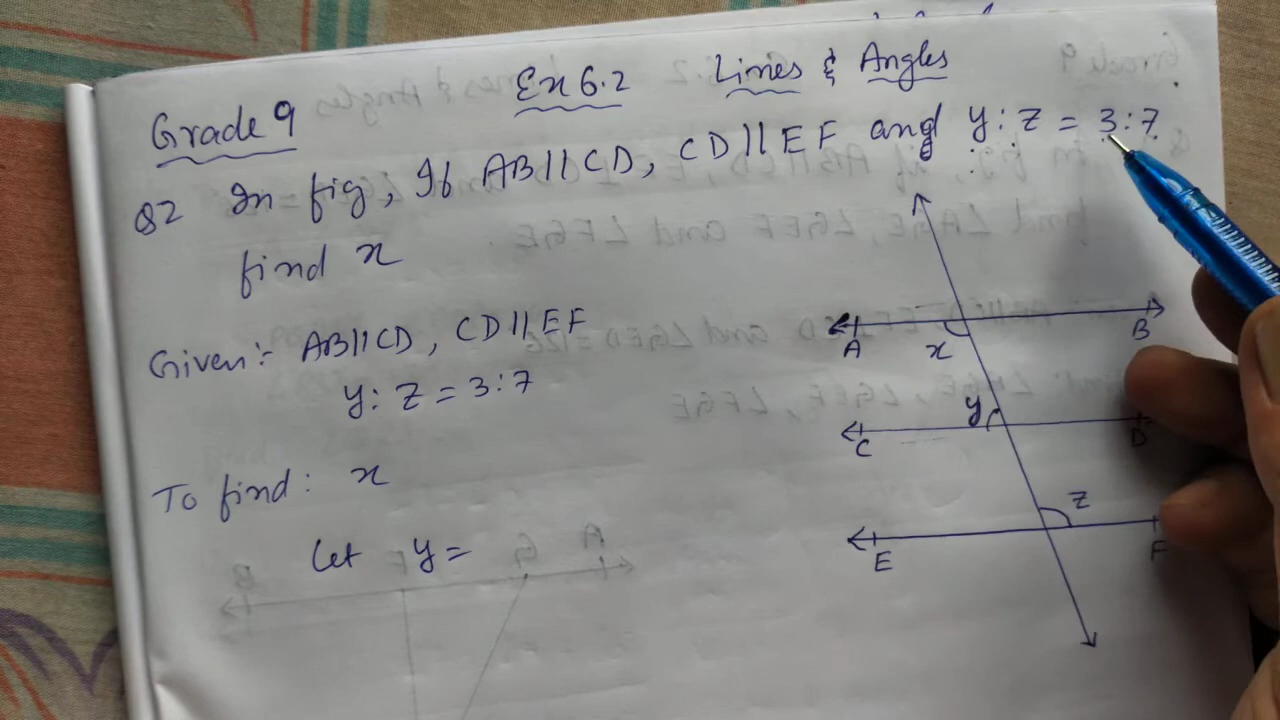 Ex 6.2 Lines & Angles
Grade 9
Q2 In fig, If AB||CD, CD||EF and y:z = 3:7
find x
Given:- AB||CD, CD||EF
y:z = 3:7
To find: x
Let y=
A B
x
y
C D
z
E F